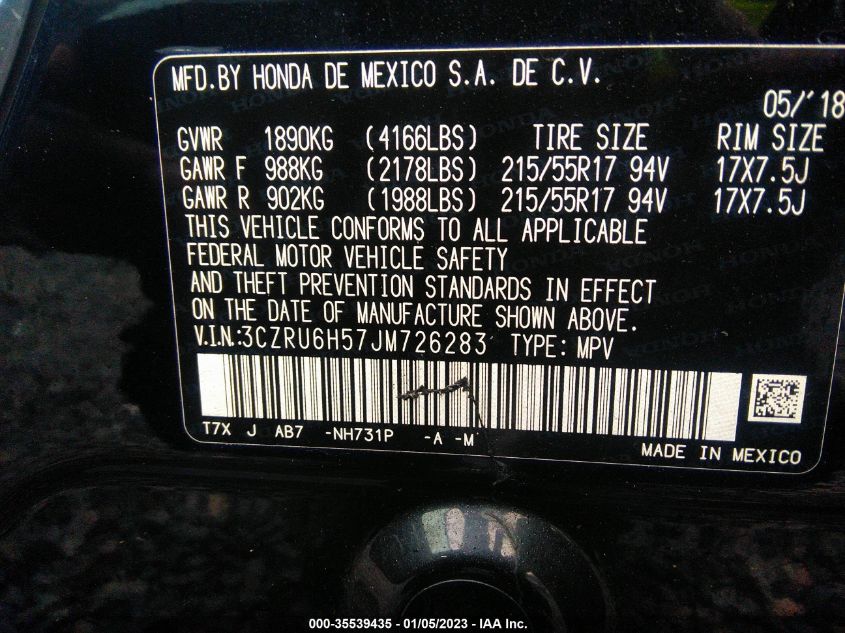 MFD.BY HONDA DE MEXICO S.A. DE C.V.
05/'18
GVWR 1890KG (4166LBS) TIRE SIZE RIM SIZE
GAWR F 988KG (2178LBS) 215/55R17 94V 17X7.5J
GAWR R 902KG (1988LBS) 215/55R17 94V 17X7.5J
THIS VEHICLE CONFORMS TO ALL APPLICABLE
FEDERAL MOTOR VEHICLE SAFETY
AND THEFT PREVENTION STANDARDS IN EFFECT
ON THE DATE OF MANUFACTURE SHOWN ABOVE.
V.I.N.:3CZRU6H57JM726283 TYPE: MPV
T7X J AB7 -NH731P -A -M
MADE IN MEXICO
000-35539435 - 01/05/2023 - IAA Inc.